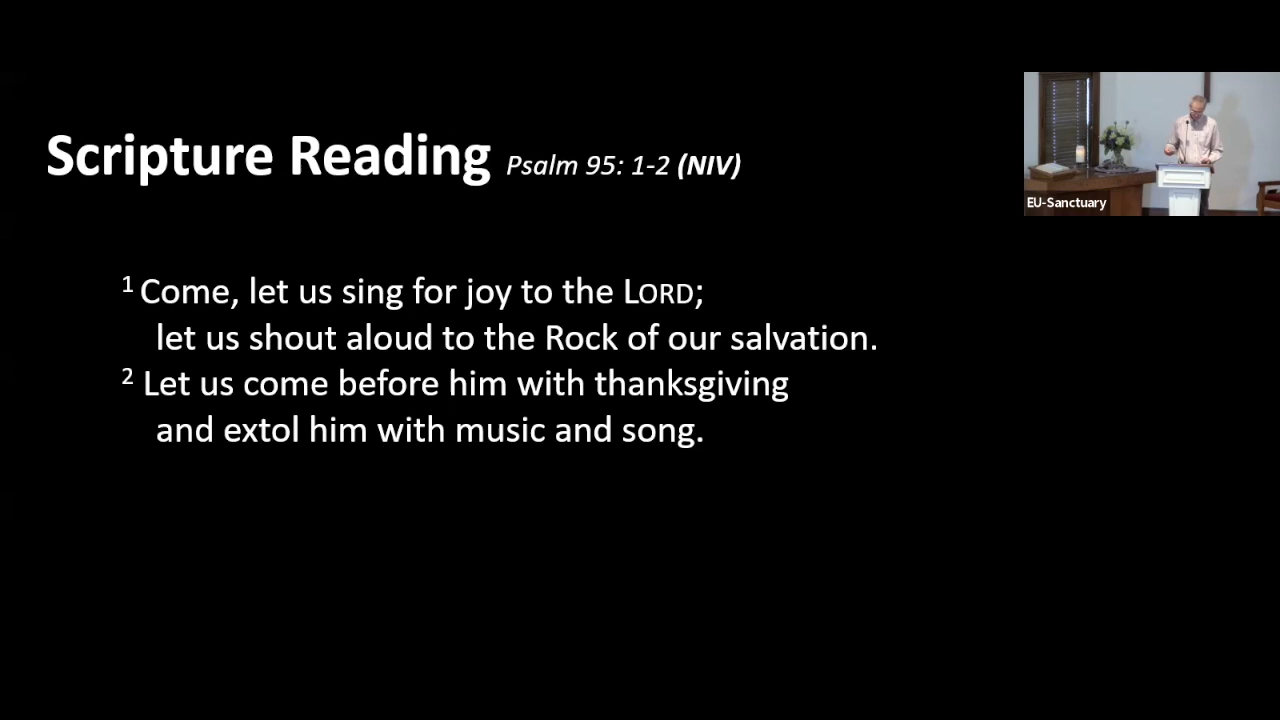 Scripture Reading Psalm 95: 1-2 (NIV)
EU-Sanctuary
1 Come, let us sing for joy to the LORD;
let us shout aloud to the Rock of our salvation.
2 Let us come before him with thanksgiving
and extol him with music and song.